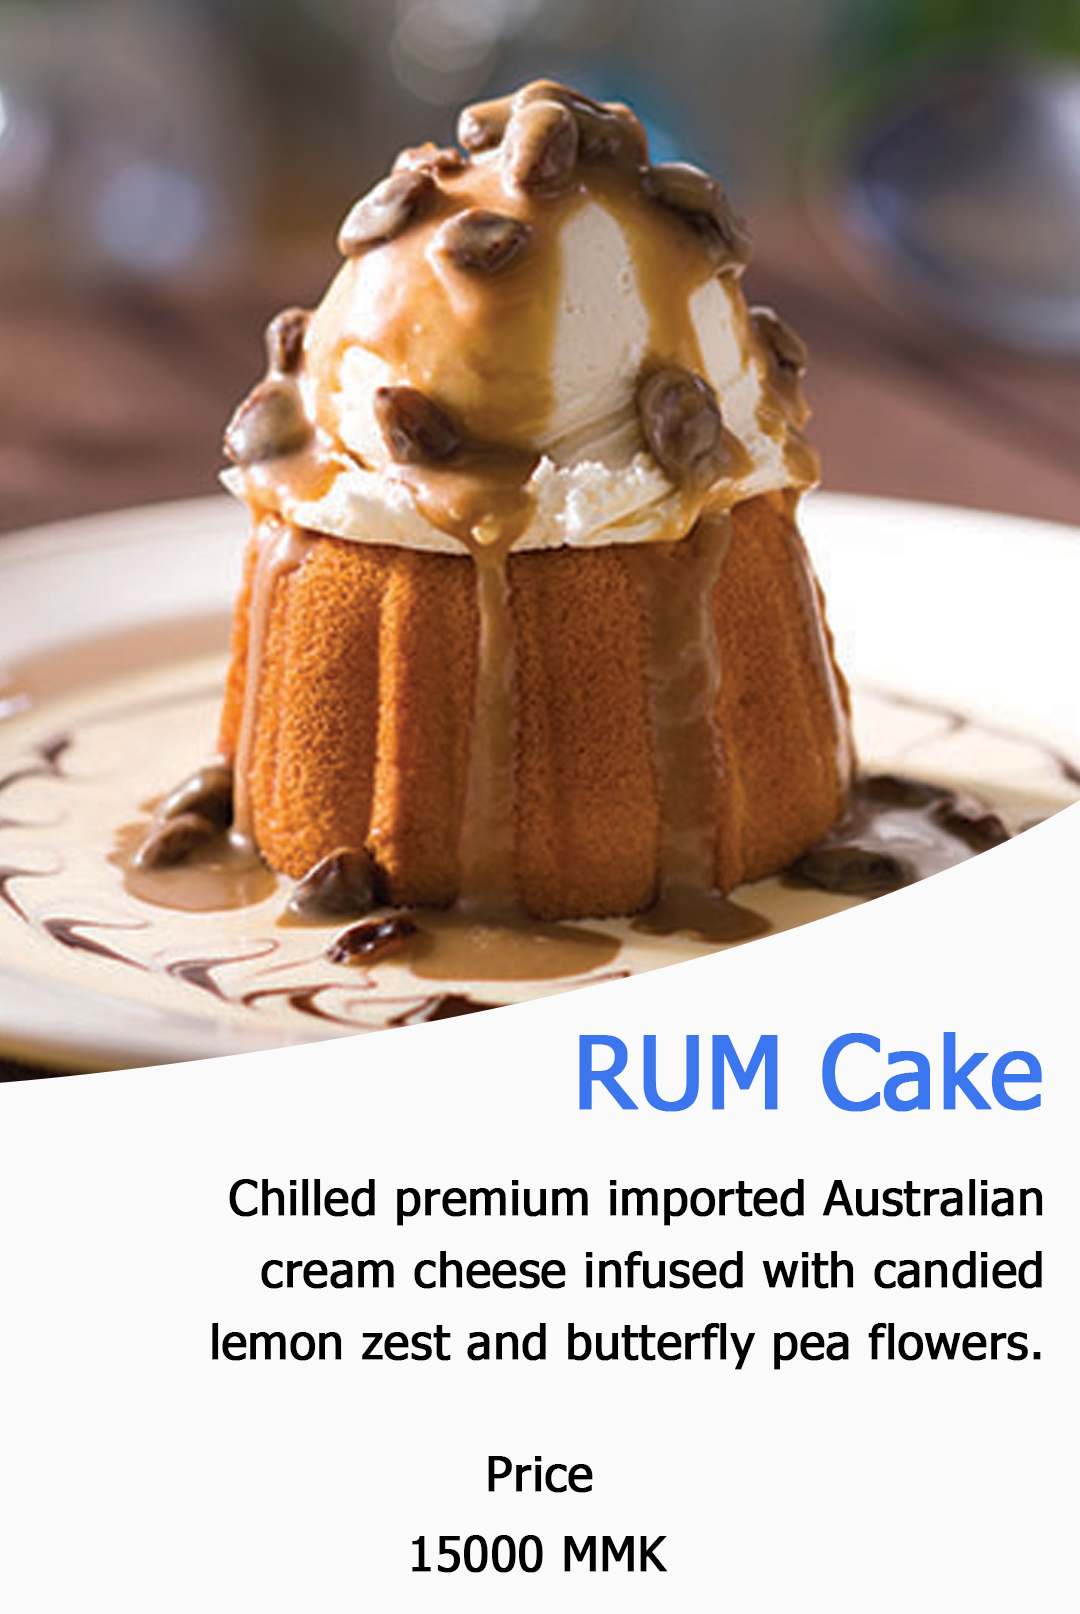 RUM Cake
Chilled premium imported Australian
cream cheese infused with candied
lemon zest and butterfly pea flowers.
Price
15000 MMK